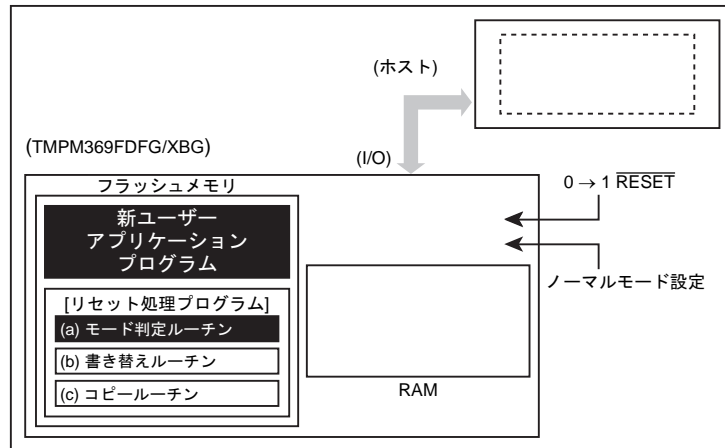 (ホスト)
(TMPM369FDFG/XBG)
(I/O)
フラッシュメモリ
0 → 1 RESET
新ユーザー
アプリケーション
プログラム
ノーマルモード設定
[リセット処理プログラム]
(a) モード判定ルーチン
(b) 書き替えルーチン
(c) コピールーチン
RAM